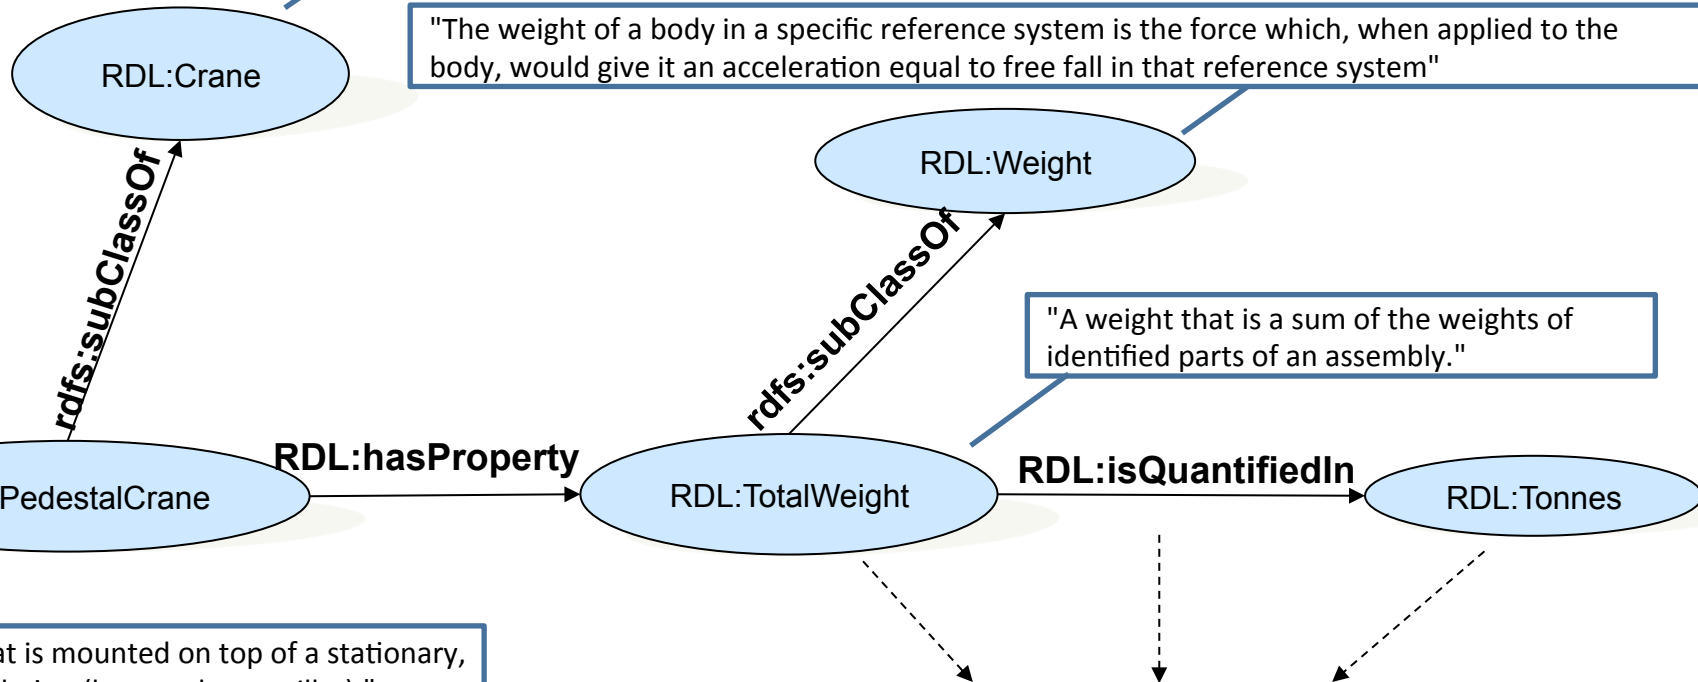 "The weight of a body in a specific reference system is the force which, when applied to the
body, would give it an acceleration equal to free fall in that reference system"
RDL:Crane
RDL:Weight
rdfs:subClassOf
rdfs:subClassOf
"A weight that is a sum of the weights of
identified parts of an assembly."
PedestalCrane
RDL:hasProperty
RDL:TotalWeight
RDL:isQuantifiedIn
RDL:Tonnes
is mounted on top of a stationary,